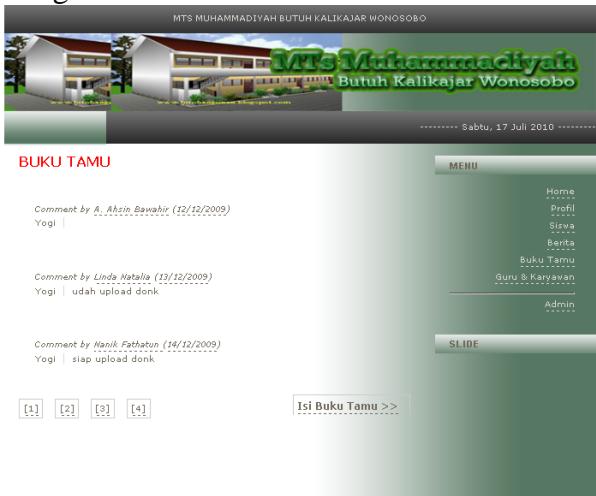 MTS MUHAMMADIYAH BUTUH KALIKAJAR WONOSOBO
MTs Muhammadiyah
Butuh Kalikajar Wonosobo
--------- Sabtu, 17 Juli 2010 ---------
BUKU TAMU
Comment by A. Ahsin Bawahir (12/12/2009)
Yogi |
Comment by Linda Natalia (13/12/2009)
Yogi | udah upload donk
Comment by Nanik Fathatun (14/12/2009)
Yogi | siap upload donk
[1] [2] [3] [4]
Isi Buku Tamu >>
MENU
Home
Profil
Siswa
Berita
Buku Tamu
Guru & Karyawan
Admin
SLIDE